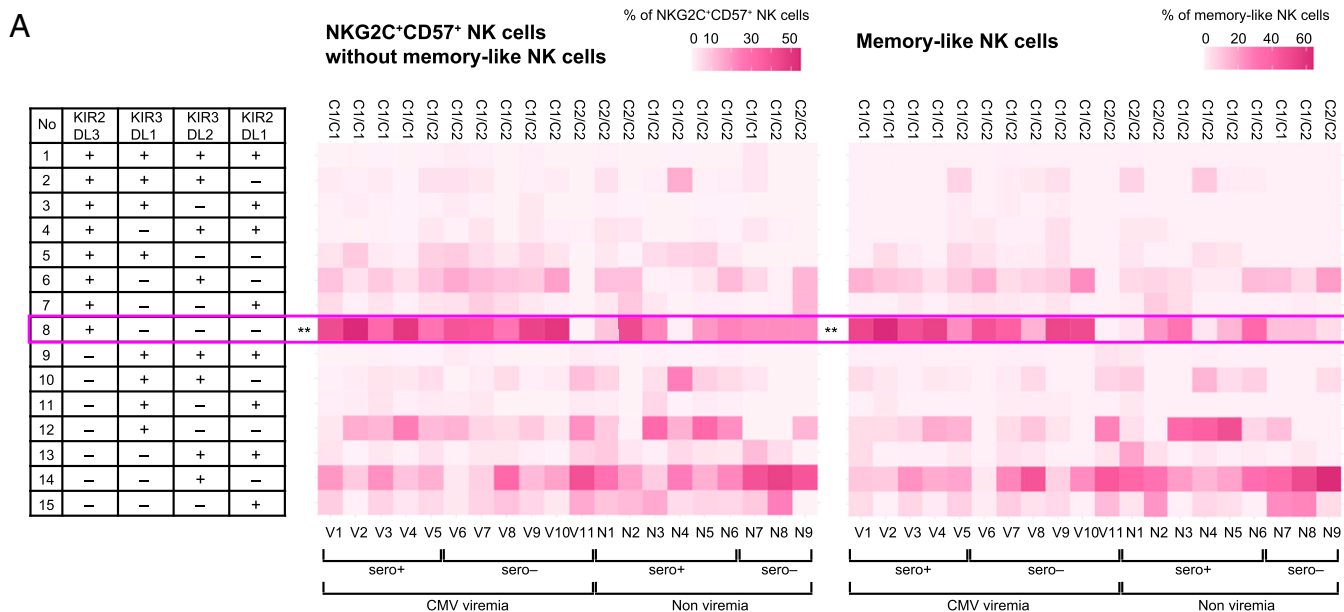 A
NKG2C⁺CD57⁺ NK cells
without memory-like NK cells
% of NKG2C⁺CD57⁺ NK cells
0 10 30 50
Memory-like NK cells
% of memory-like NK cells
0 20 40 60
No KIR2DL3 KIR3DL1 KIR3DL2 KIR2DL1
1 + + + +
2 + + + –
3 + + – +
4 + – + +
5 + + – –
6 + – + –
7 + – – +
8 + – – –
9 – + + +
10 – + + –
11 – + – +
12 – + – –
13 – – + +
14 – – + –
15 – – – +
C1/C1 C1/C1 C1/C1 C1/C1 C1/C2 C1/C2 C1/C2 C1/C2 C1/C2 C1/C2 C2/C2 C2/C2 C1/C2 C1/C2 C1/C2 C1/C2 C1/C2 C1/C2 C1/C2 C2/C2
**
V1 V2 V3 V4 V5 V6 V7 V8 V9 V10 V11 N1 N2 N3 N4 N5 N6 N7 N8 N9
sero+ sero– sero+ sero–
CMV viremia Non viremia
C1/C1 C1/C1 C1/C1 C1/C1 C1/C2 C1/C2 C1/C2 C1/C2 C1/C2 C1/C2 C2/C2 C2/C2 C1/C2 C1/C2 C1/C2 C1/C2 C1/C2 C1/C2 C1/C2 C2/C2
**
V1 V2 V3 V4 V5 V6 V7 V8 V9 V10 V11 N1 N2 N3 N4 N5 N6 N7 N8 N9
sero+ sero– sero+ sero–
CMV viremia Non viremia